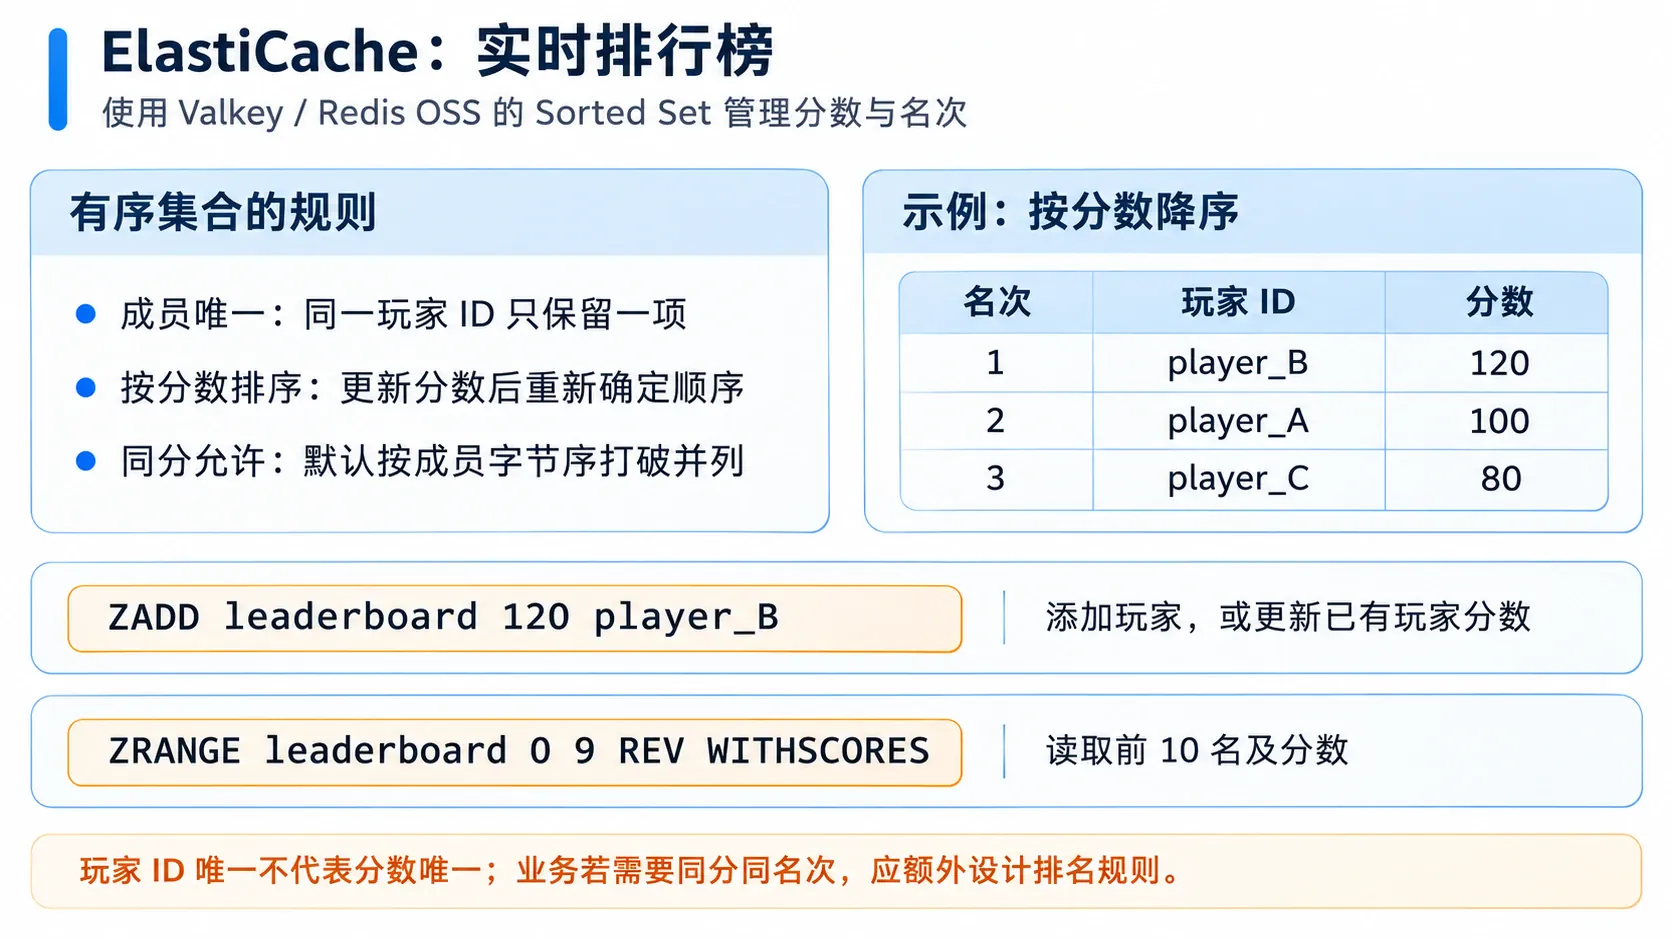 ElastiCache：实时排行榜
使用 Valkey / Redis OSS 的 Sorted Set 管理分数与名次
有序集合的规则
成员唯一：同一玩家 ID 只保留一项
按分数排序：更新分数后重新确定顺序
同分允许：默认按成员字节序打破并列
示例：按分数降序
名次 玩家 ID 分数
1 player_B 120
2 player_A 100
3 player_C 80
ZADD leaderboard 120 player_B
添加玩家，或更新已有玩家分数
ZRANGE leaderboard 0 9 REV WITHSCORES
读取前 10 名及分数
玩家 ID 唯一不代表分数唯一；业务若需要同分同名次，应额外设计排名规则。